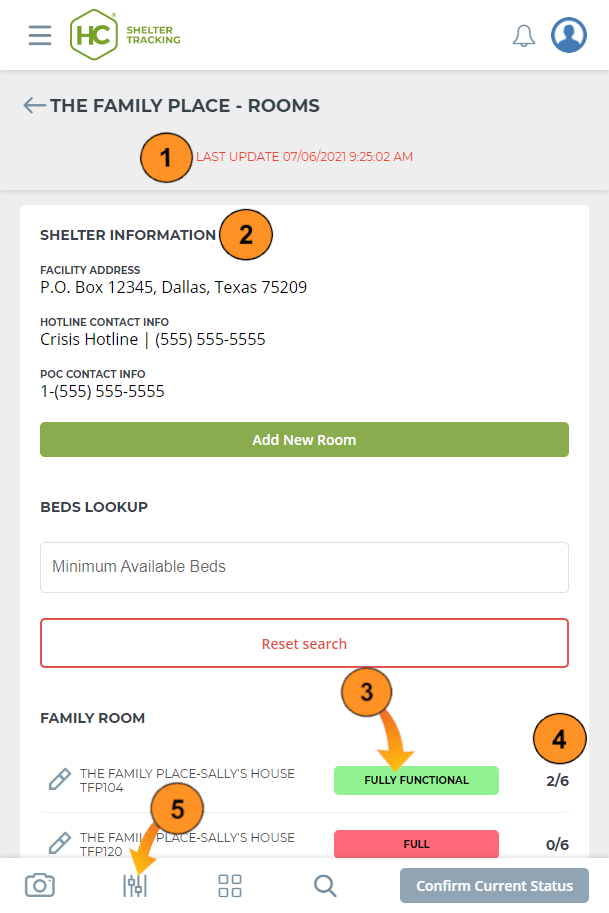 HC SHELTER
TRACKING
THE FAMILY PLACE - ROOMS
1 LAST UPDATE 07/06/2021 9:25:02 AM
SHELTER INFORMATION 2
FACILITY ADDRESS
P.O. Box 12345, Dallas, Texas 75209
HOTLINE CONTACT INFO
Crisis Hotline | (555) 555-5555
POC CONTACT INFO
1-(555) 555-5555
Add New Room
BEDS LOOKUP
Minimum Available Beds
Reset search
3
FAMILY ROOM
4
THE FAMILY PLACE-SALLY'S HOUSE
TFP104
FULLY FUNCTIONAL
2/6
5
THE FAMILY PLACE-SALLY'S HOUSE
TFP120
FULL
0/6
Confirm Current Status